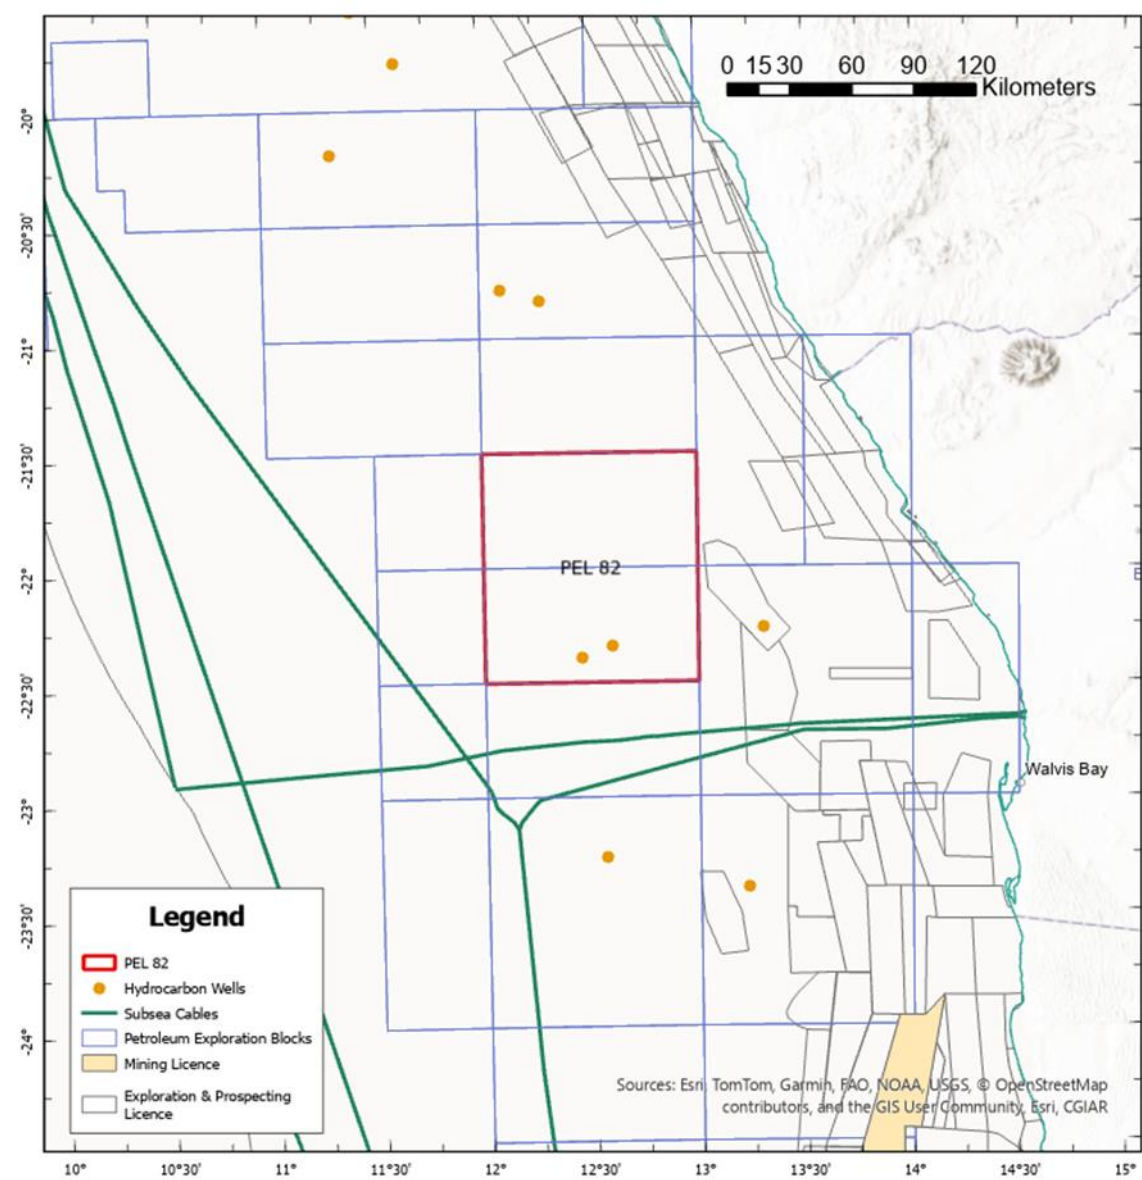 0 15 30 60 90 120
Kilometers
-20°
-20°30'
-21°
-21°30'
-22°
-22°30'
-23°
-23°30'
-24°
PEL 82
Walvis Bay
Legend
PEL 82
Hydrocarbon Wells
Subsea Cables
Petroleum Exploration Blocks
Mining Licence
Exploration & Prospecting
Licence
Sources: Esri, TomTom, Garmin, FAO, NOAA, USGS, © OpenStreetMap
contributors, and the GIS User Community, Esri, CGIAR
10° 10°30' 11° 11°30' 12° 12°30' 13° 13°30' 14° 14°30' 15°